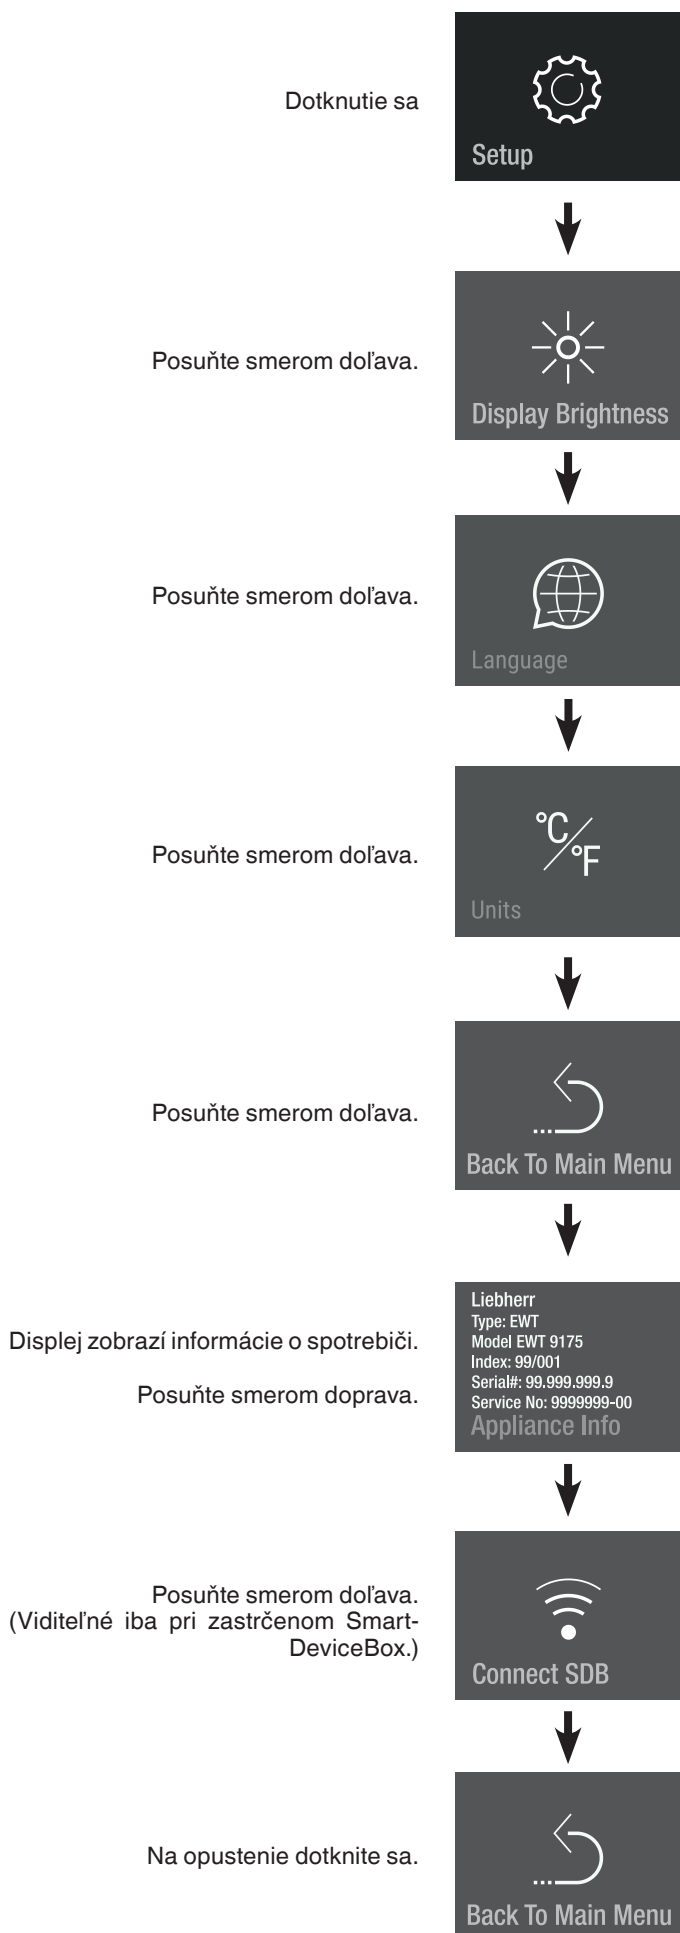 Dotknutie sa
Setup
Posuňte smerom doľava.
Display Brightness
Posuňte smerom doľava.
Language
Posuňte smerom doľava.
°C/°F
Units
Posuňte smerom doľava.
Back To Main Menu
Displej zobrazí informácie o spotrebiči.
Posuňte smerom doprava.
Liebherr
Type: EWT
Model EWT 9175
Index: 99/001
Serial#: 99.999.999.9
Service No: 9999999-00
Appliance Info
Posuňte smerom doľava.
(Viditeľné iba pri zastrčenom Smart-
DeviceBox.)
Connect SDB
Na opustenie dotknite sa.
Back To Main Menu